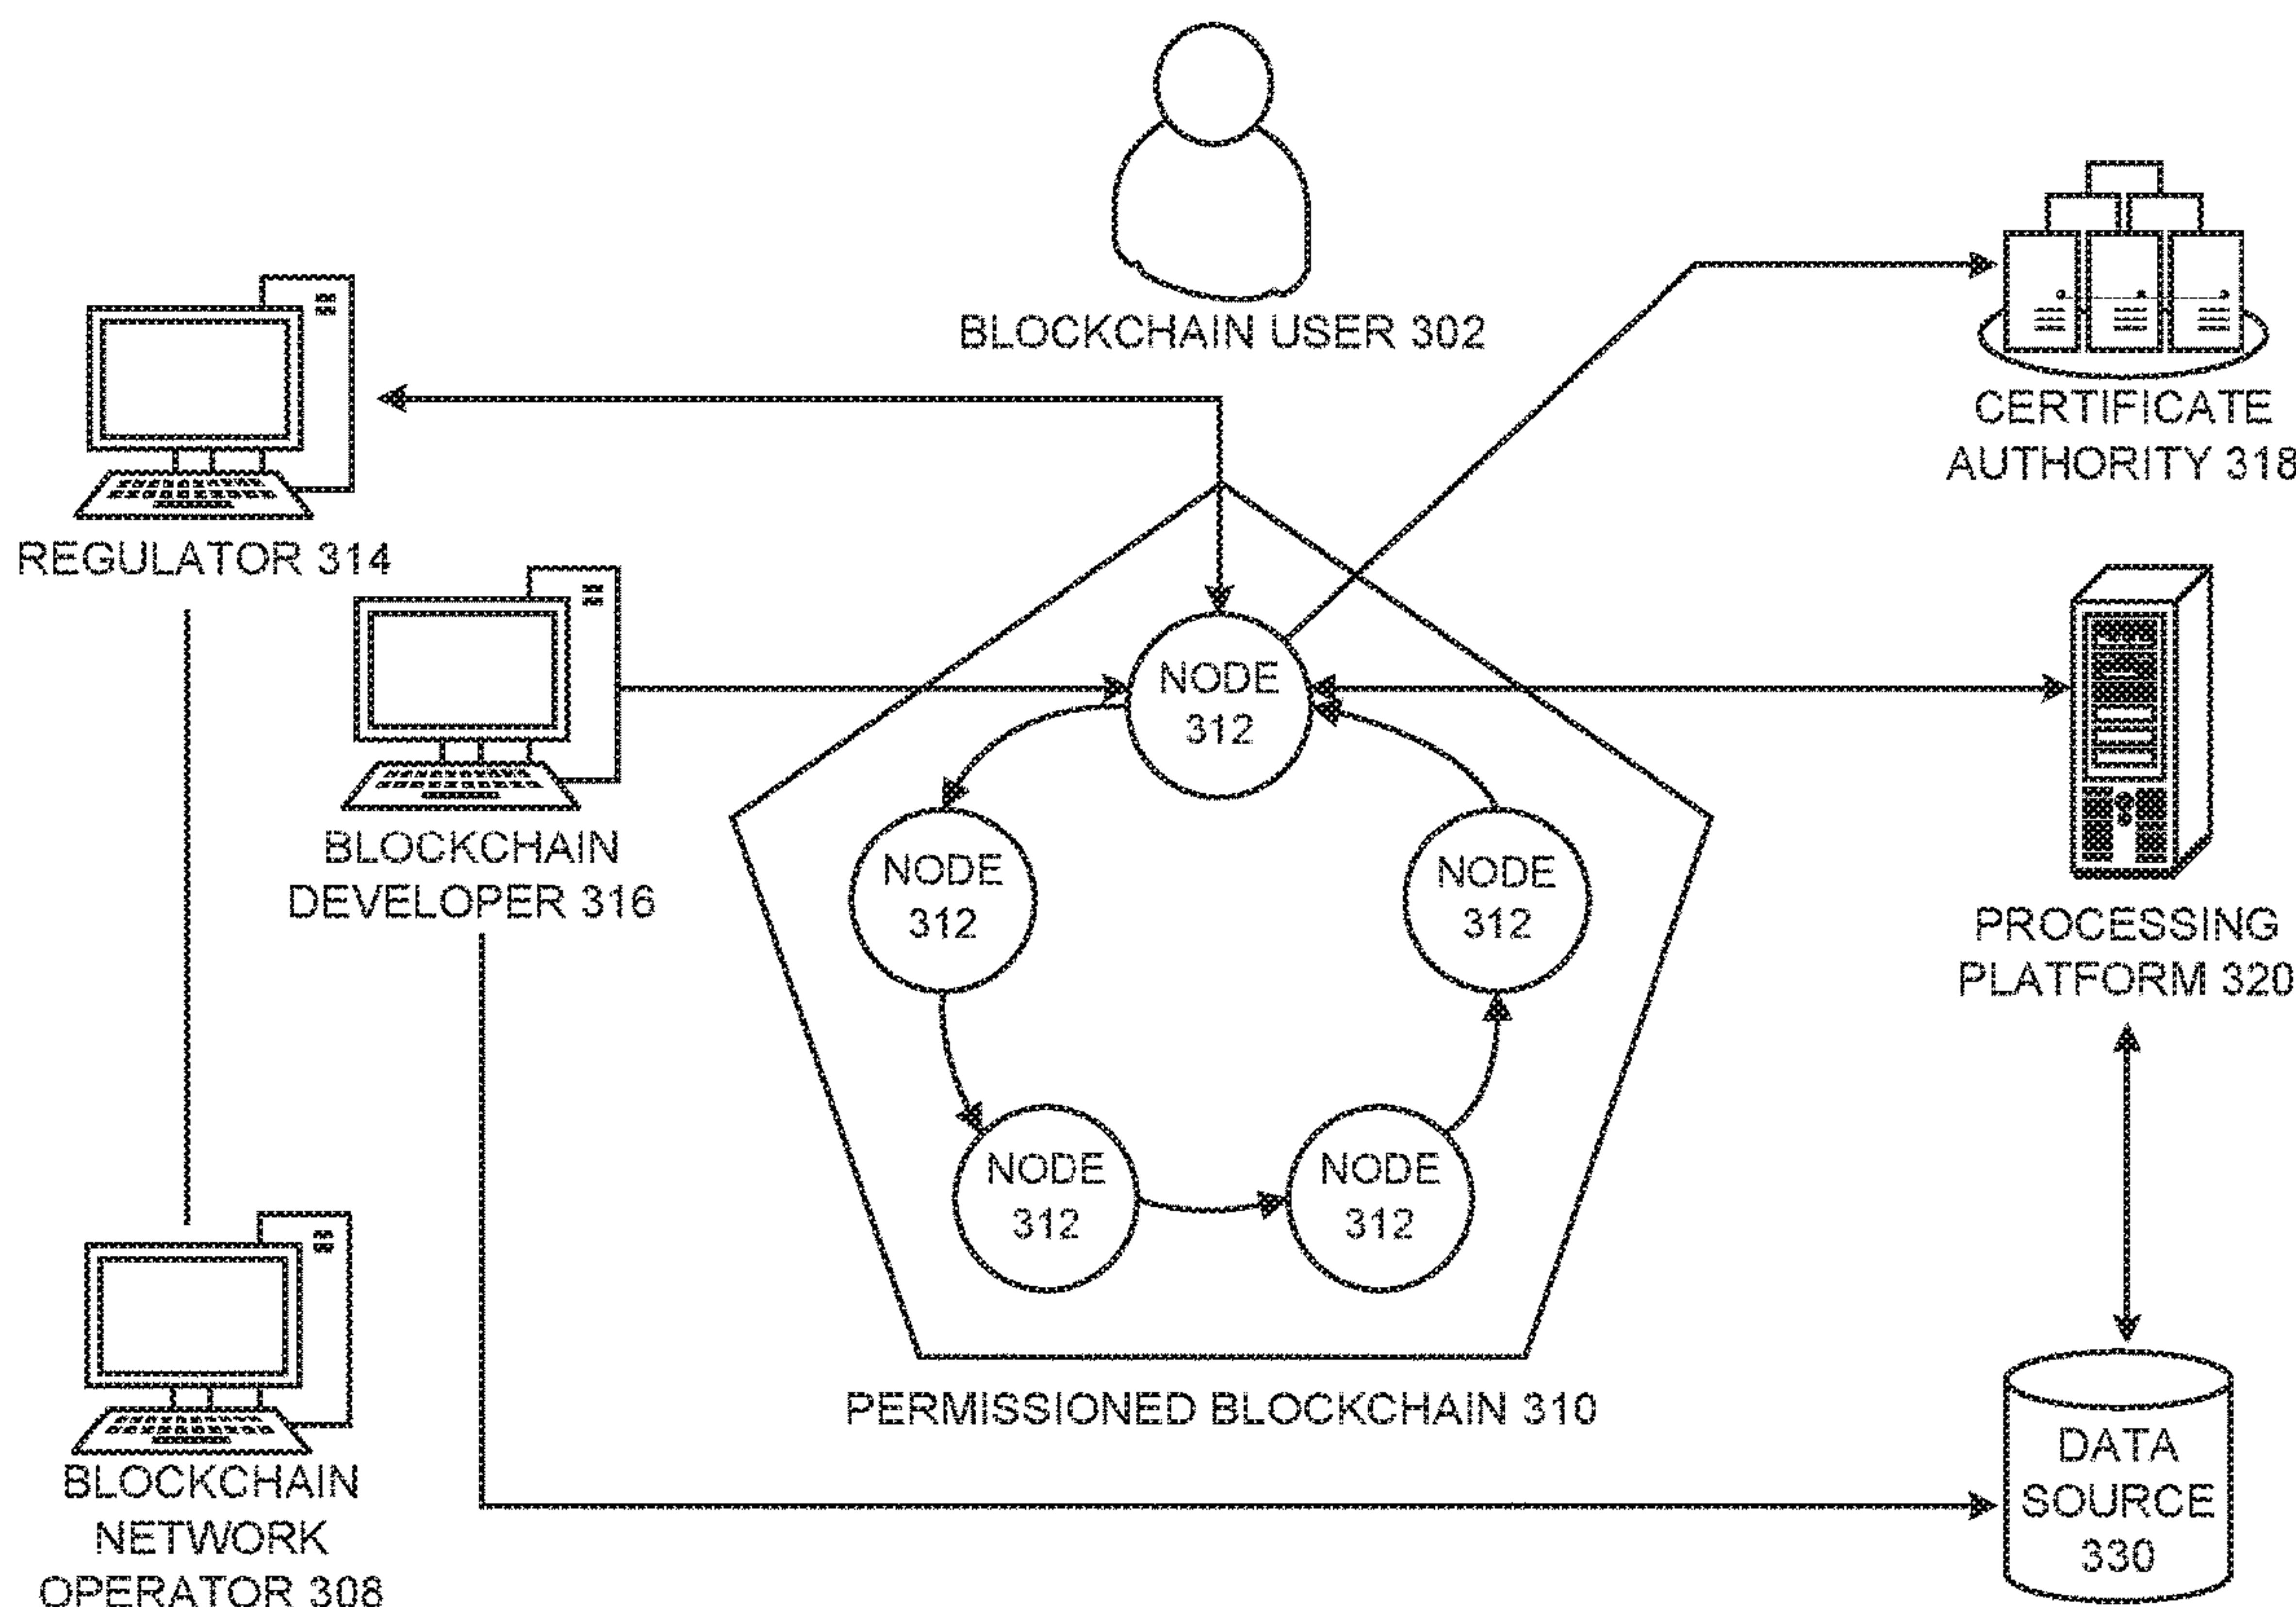 BLOCKCHAIN USER 302
CERTIFICATE
AUTHORITY 318
REGULATOR 314
BLOCKCHAIN
DEVELOPER 316
NODE
312
NODE
312
NODE
312
NODE
312
NODE
312
PROCESSING
PLATFORM 320
PERMISSIONED BLOCKCHAIN 310
BLOCKCHAIN
NETWORK
OPERATOR 308
DATA
SOURCE
330